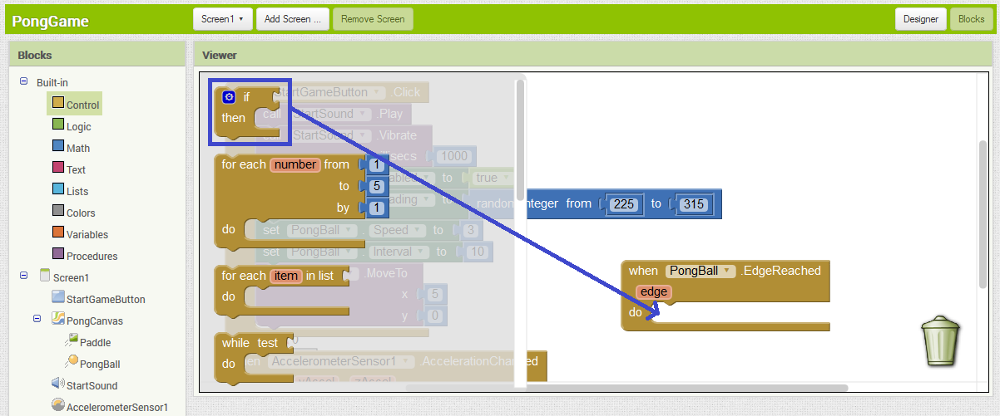 PongGame Screen1 Add Screen ... Remove Screen Designer Blocks
Blocks
Built-in
Control
Logic
Math
Text
Lists
Colors
Variables
Procedures
Screen1
StartGameButton
PongCanvas
Paddle
PongBall
StartSound
AccelerometerSensor1
Viewer
if
then
for each number from 1
to 5
by 1
do
for each item in list
do
while test
do
StartGameButton .Click
call StartSound .Play
StartSound .Vibrate
1000
to true
to random integer from 225 to 315
set PongBall . Speed to 3
set PongBall . Interval to 10
.MoveTo
x 5
y 0
AccelerometerSensor1 .AccelerationChanged
yAccel zAccel
when PongBall .EdgeReached
edge
do